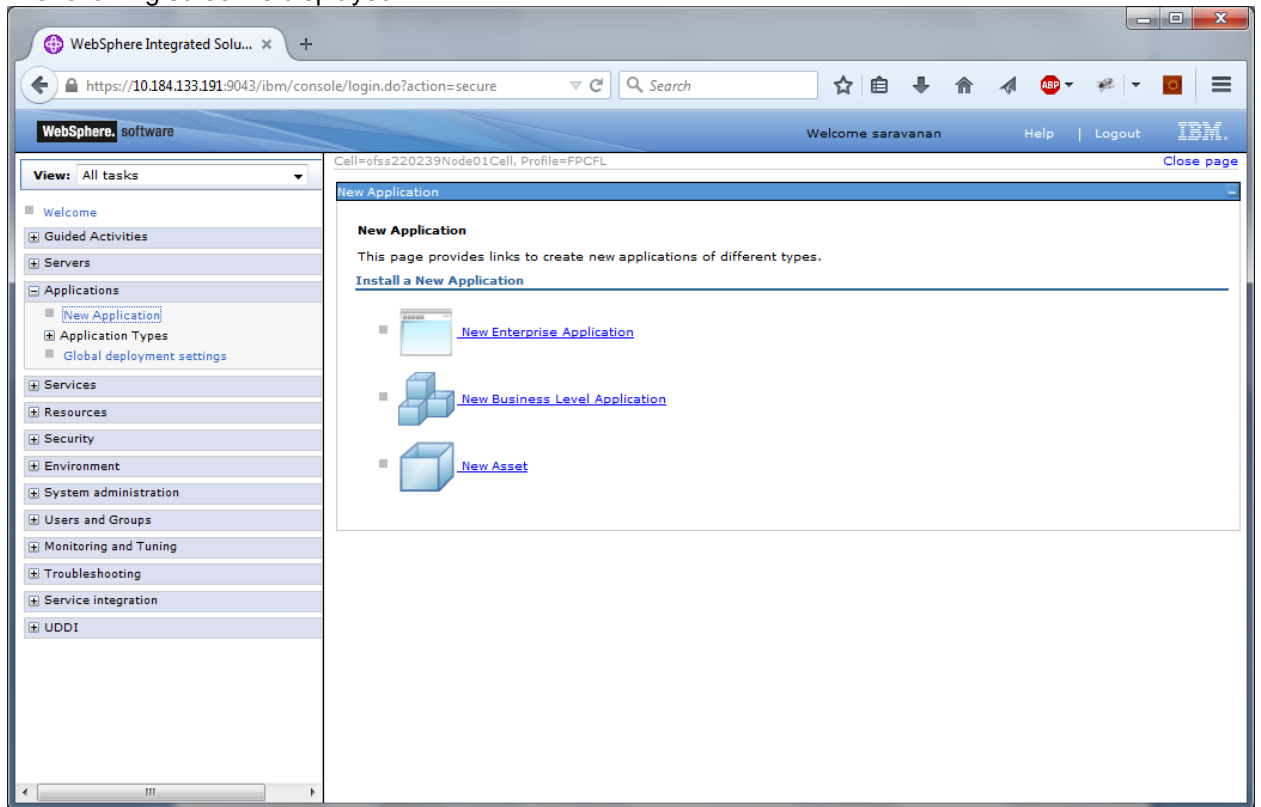 WebSphere Integrated Solu... × +
https://10.184.133.191:9043/ibm/console/login.do?action=secure Search ABP
WebSphere. software Welcome saravanan Help | Logout IBM.
View: All tasks
Cell=ofss220239Node01Cell, Profile=FPCFL Close page
New Application
Welcome
Guided Activities
Servers
Applications
New Application
Application Types
Global deployment settings
Services
Resources
Security
Environment
System administration
Users and Groups
Monitoring and Tuning
Troubleshooting
Service integration
UDDI
New Application
This page provides links to create new applications of different types.
Install a New Application
New Enterprise Application
New Business Level Application
New Asset